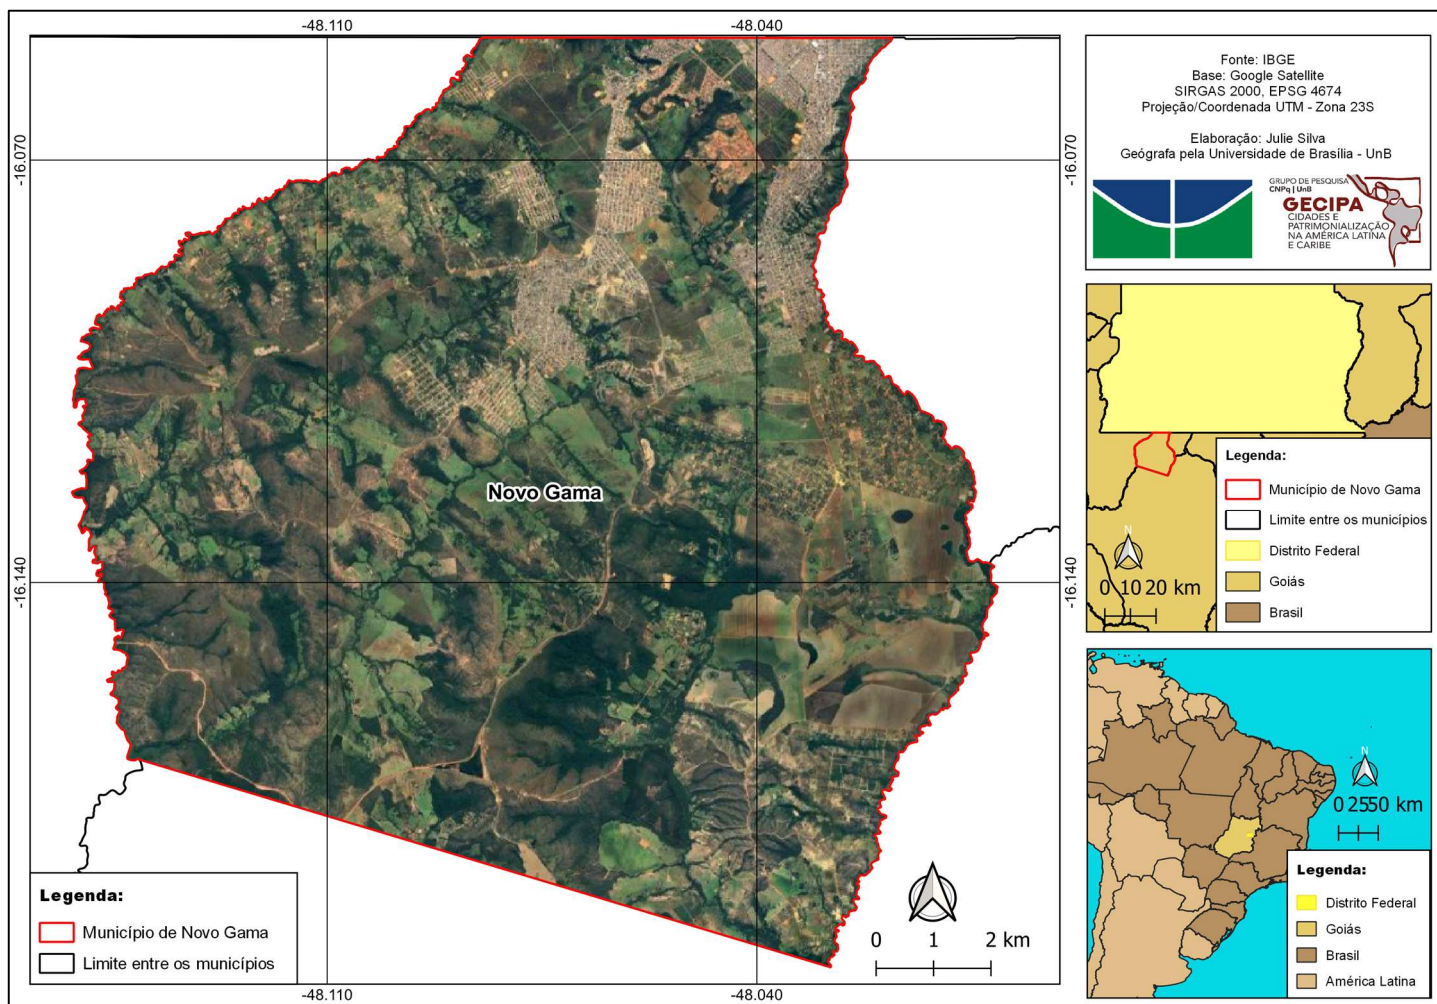 -48.110
-48.040
-16.070
-16.070
Novo Gama
-16.140
-16.140
Legenda:
Município de Novo Gama
Limite entre os municípios
0 1 2 km
-48.110
-48.040
Fonte: IBGE
Base: Google Satellite
SIRGAS 2000, EPSG 4674
Projeção/Coordenada UTM - Zona 23S
Elaboração: Julie Silva
Geógrafa pela Universidade de Brasília - UnB
GRUPO DE PESQUISA
CNPq | UnB
GECIPA
CIDADES E
PATRIMONIALIZAÇÃO
NA AMÉRICA LATINA
E CARIBE
N
0 10 20 km
Legenda:
Município de Novo Gama
Limite entre os municípios
Distrito Federal
Goiás
Brasil
N
0 2550 km
Legenda:
Distrito Federal
Goiás
Brasil
América Latina